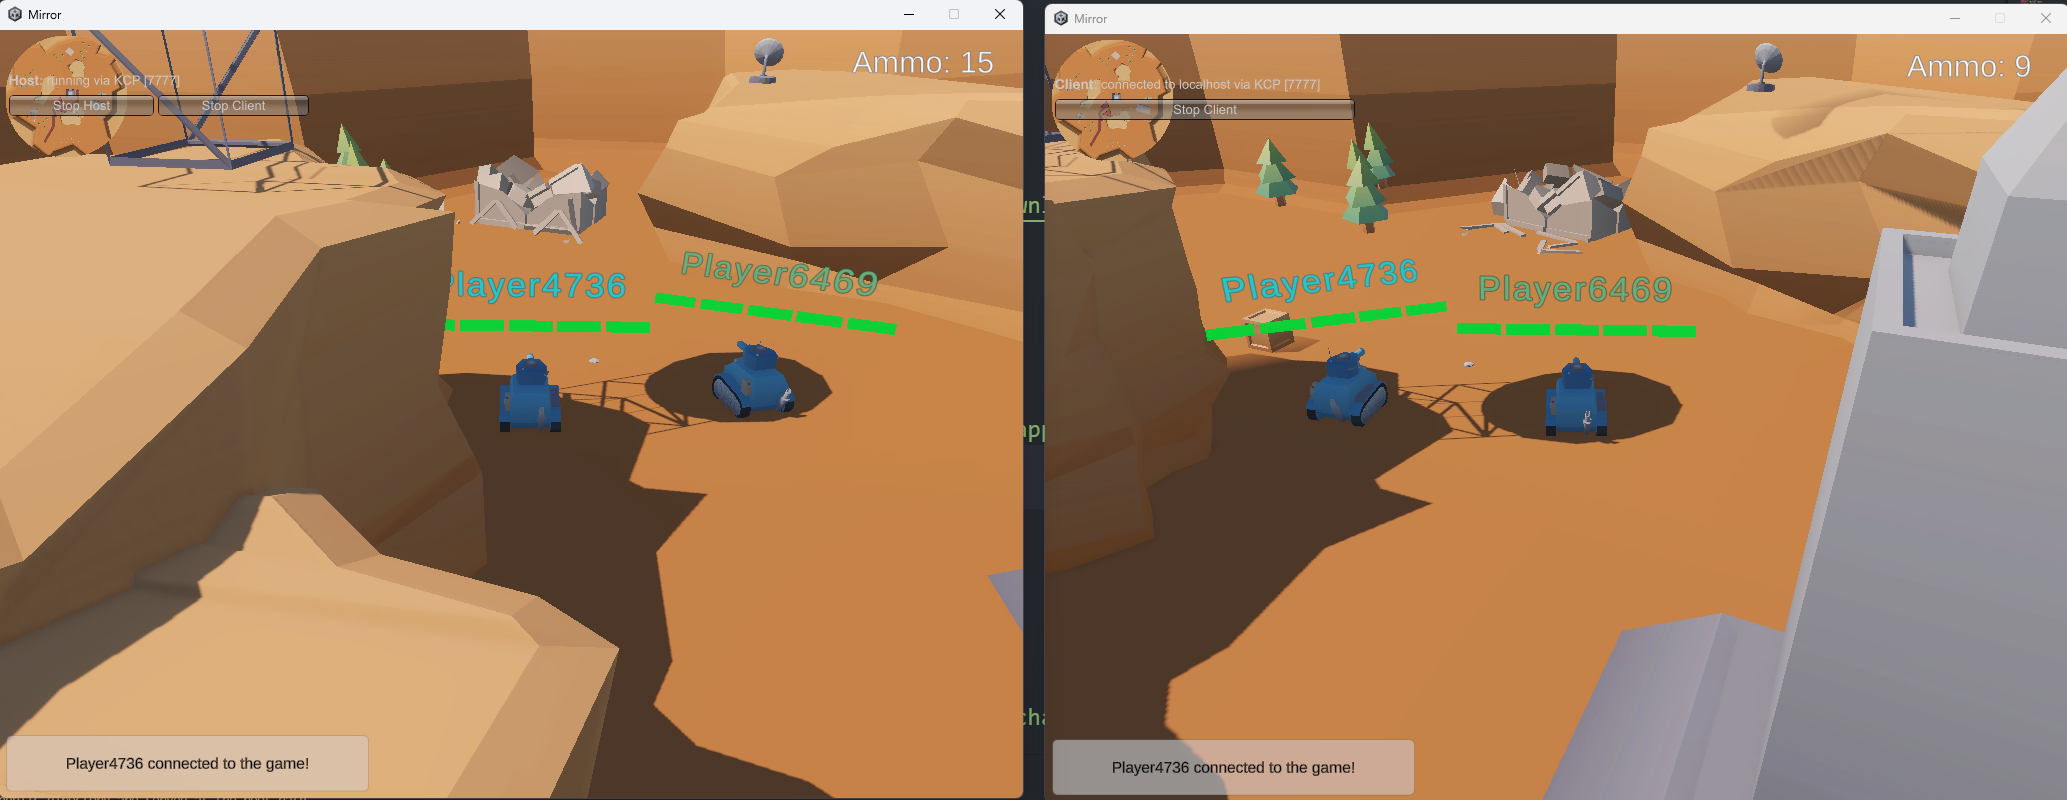 Mirror
Ammo: 15
Host: running via KCP [7777]
Stop Host
Stop Client
Player4736
Player6469
Player4736 connected to the game!
Mirror
Ammo: 9
Client: connected to localhost via KCP [7777]
Stop Client
Player4736
Player6469
Player4736 connected to the game!